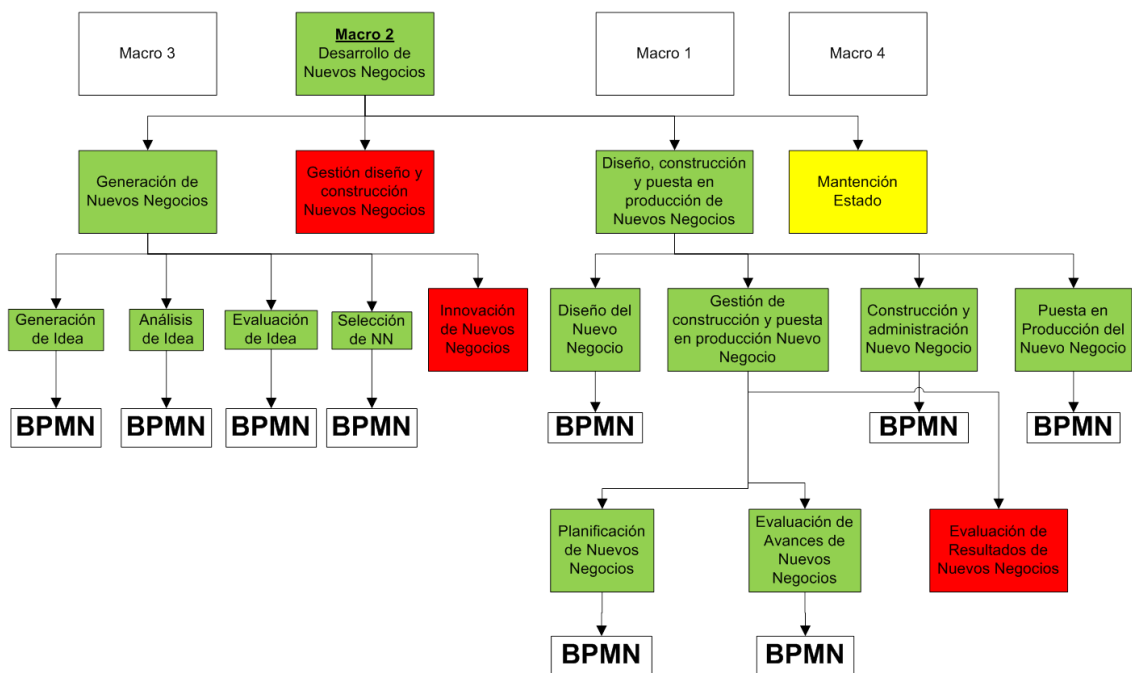 Macro 3
Macro 2
Desarrollo de
Nuevos Negocios
Macro 1
Macro 4
Generación de
Nuevos Negocios
Gestión diseño y
construcción
Nuevos Negocios
Diseño, construcción
y puesta en
producción de
Nuevos Negocios
Mantención
Estado
Generación
de Idea
Análisis
de Idea
Evaluación
de Idea
Selección
de NN
Innovación
de Nuevos
Negocios
Diseño del
Nuevo
Negocio
Gestión de
construcción y puesta
en producción Nuevo
Negocio
Construcción y
administración
Nuevo Negocio
Puesta en
Producción del
Nuevo Negocio
BPMN
BPMN
BPMN
BPMN
BPMN
BPMN
BPMN
Planificación
de Nuevos
Negocios
Evaluación de
Avances de
Nuevos
Negocios
Evaluación de
Resultados de
Nuevos Negocios
BPMN
BPMN